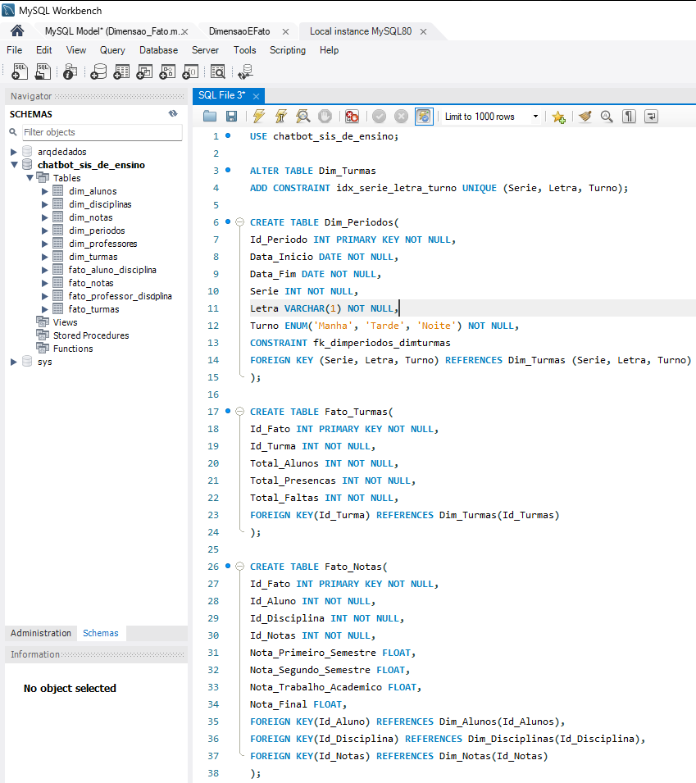 MySQL Workbench
MySQL Model* (Dimensao_Fato.m... × DimensaoEFato × Local instance MySQL80 ×
File Edit View Query Database Server Tools Scripting Help
Navigator
SCHEMAS
Filter objects
arqdedados
chatbot_sis_de_ensino
Tables
dim_alunos
dim_disciplinas
dim_notas
dim_periodos
dim_professores
dim_turmas
fato_aluno_disciplina
fato_notas
fato_professor_disciplina
fato_turmas
Views
Stored Procedures
Functions
sys
Administration Schemas
Information
No object selected
SQL File 3* ×
Limit to 1000 rows
1 USE chatbot_sis_de_ensino;
2
3 ALTER TABLE Dim_Turmas
4 ADD CONSTRAINT idx_serie_letra_turno UNIQUE (Serie, Letra, Turno);
5
6 CREATE TABLE Dim_Periodos(
7 Id_Periodo INT PRIMARY KEY NOT NULL,
8 Data_Inicio DATE NOT NULL,
9 Data_Fim DATE NOT NULL,
10 Serie INT NOT NULL,
11 Letra VARCHAR(1) NOT NULL,
12 Turno ENUM('Manha', 'Tarde', 'Noite') NOT NULL,
13 CONSTRAINT fk_dimperiodos_dimturmas
14 FOREIGN KEY (Serie, Letra, Turno) REFERENCES Dim_Turmas (Serie, Letra, Turno)
15 );
16
17 CREATE TABLE Fato_Turmas(
18 Id_Fato INT PRIMARY KEY NOT NULL,
19 Id_Turma INT NOT NULL,
20 Total_Alunos INT NOT NULL,
21 Total_Presencas INT NOT NULL,
22 Total_Faltas INT NOT NULL,
23 FOREIGN KEY(Id_Turma) REFERENCES Dim_Turmas(Id_Turmas)
24 );
25
26 CREATE TABLE Fato_Notas(
27 Id_Fato INT PRIMARY KEY NOT NULL,
28 Id_Aluno INT NOT NULL,
29 Id_Disciplina INT NOT NULL,
30 Id_Notas INT NOT NULL,
31 Nota_Primeiro_Semestre FLOAT,
32 Nota_Segundo_Semestre FLOAT,
33 Nota_Trabalho_Academico FLOAT,
34 Nota_Final FLOAT,
35 FOREIGN KEY(Id_Aluno) REFERENCES Dim_Alunos(Id_Alunos),
36 FOREIGN KEY(Id_Disciplina) REFERENCES Dim_Disciplinas(Id_Disciplina),
37 FOREIGN KEY(Id_Notas) REFERENCES Dim_Notas(Id_Notas)
38 );